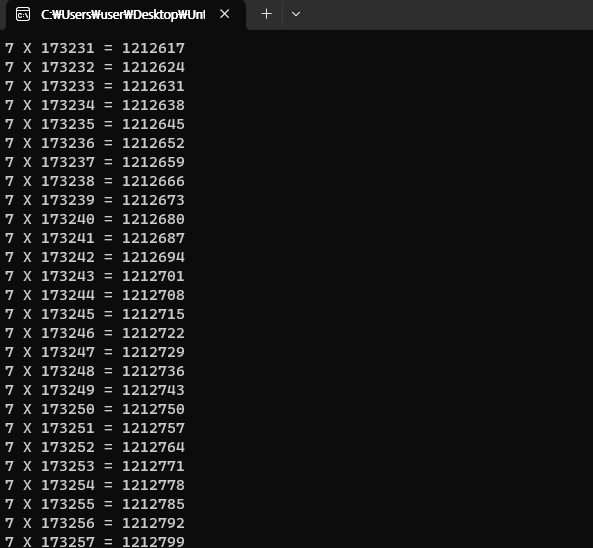 C:₩Users₩user₩Desktop₩Unt
7 X 173231 = 1212617
7 X 173232 = 1212624
7 X 173233 = 1212631
7 X 173234 = 1212638
7 X 173235 = 1212645
7 X 173236 = 1212652
7 X 173237 = 1212659
7 X 173238 = 1212666
7 X 173239 = 1212673
7 X 173240 = 1212680
7 X 173241 = 1212687
7 X 173242 = 1212694
7 X 173243 = 1212701
7 X 173244 = 1212708
7 X 173245 = 1212715
7 X 173246 = 1212722
7 X 173247 = 1212729
7 X 173248 = 1212736
7 X 173249 = 1212743
7 X 173250 = 1212750
7 X 173251 = 1212757
7 X 173252 = 1212764
7 X 173253 = 1212771
7 X 173254 = 1212778
7 X 173255 = 1212785
7 X 173256 = 1212792
7 X 173257 = 1212799